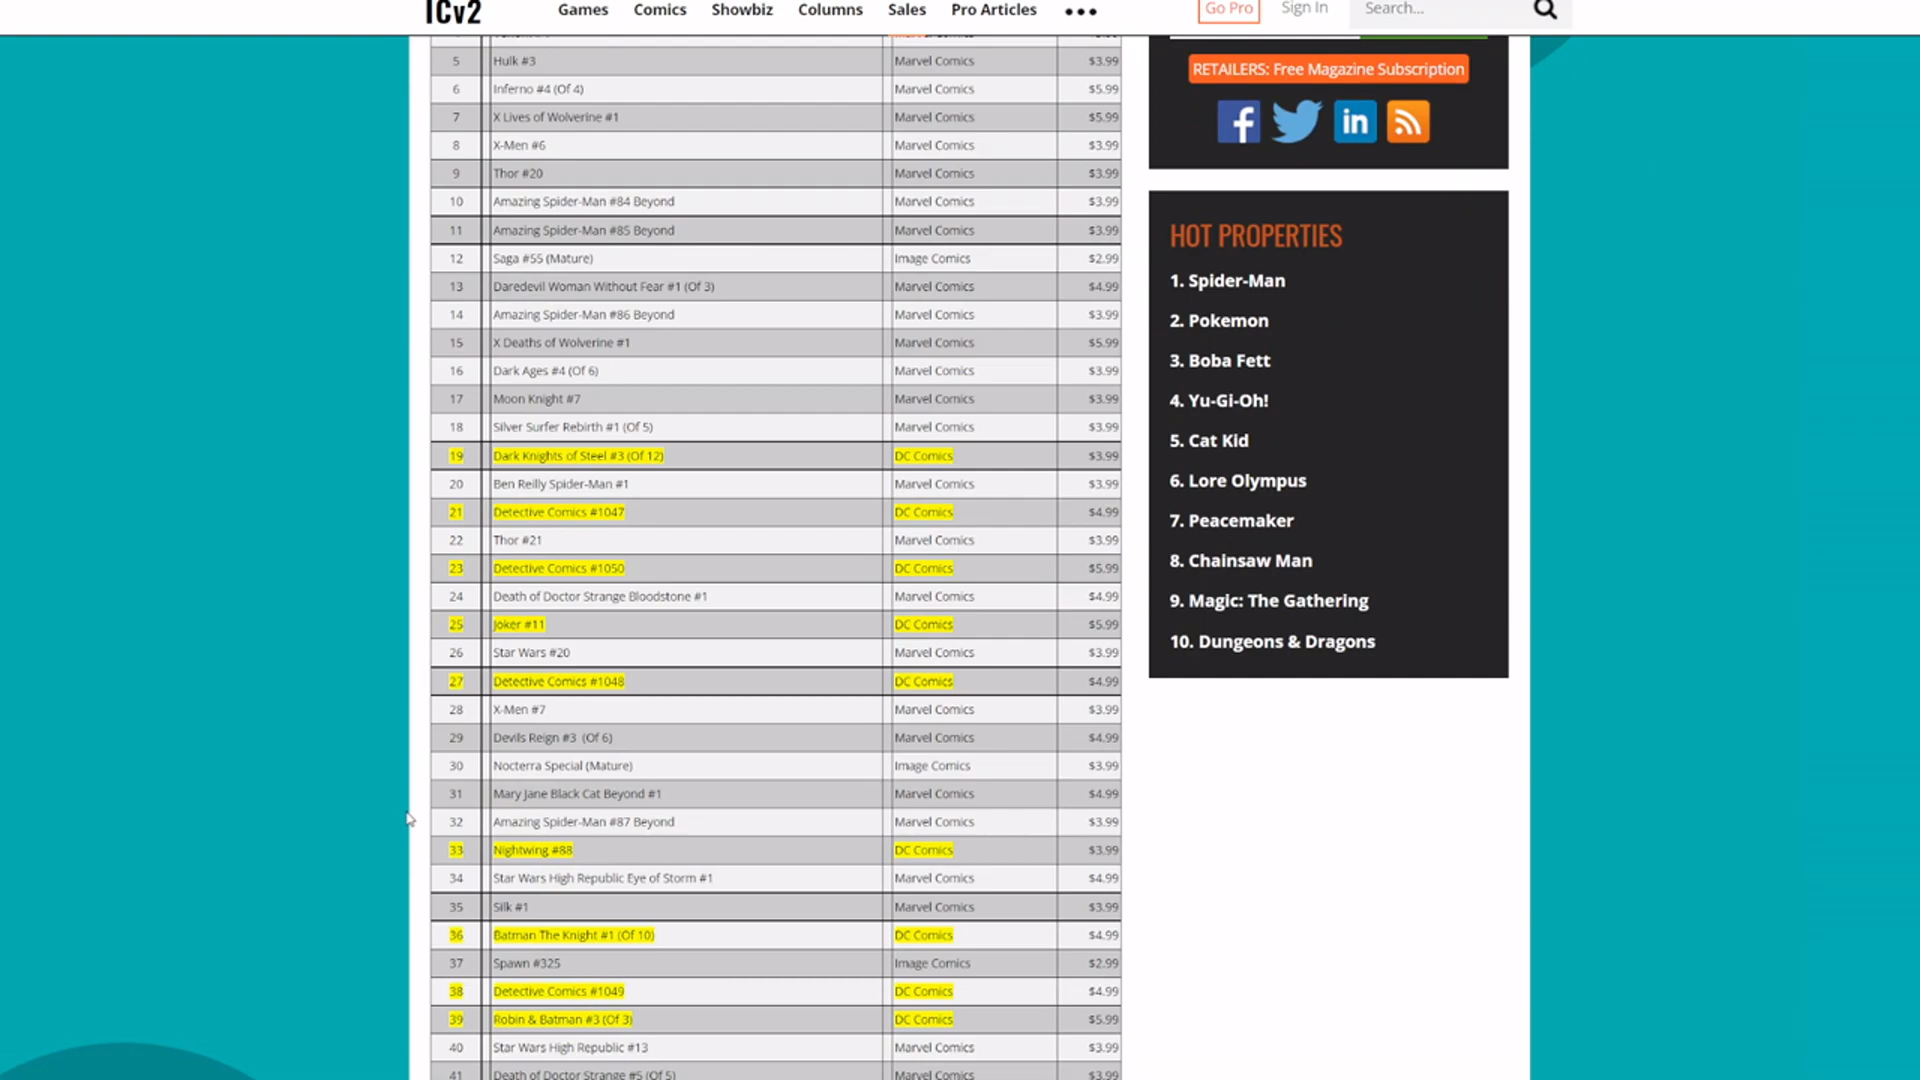 ICv2 Games Comics Showbiz Columns Sales Pro Articles Go Pro Sign In Search...
5 Hulk #3 Marvel Comics $3.99
6 Inferno #4 (Of 4) Marvel Comics $5.99
7 X Lives of Wolverine #1 Marvel Comics $5.99
8 X-Men #6 Marvel Comics $3.99
9 Thor #20 Marvel Comics $3.99
10 Amazing Spider-Man #84 Beyond Marvel Comics $3.99
11 Amazing Spider-Man #85 Beyond Marvel Comics $3.99
12 Saga #55 (Mature) Image Comics $2.99
13 Daredevil Woman Without Fear #1 (Of 3) Marvel Comics $4.99
14 Amazing Spider-Man #86 Beyond Marvel Comics $3.99
15 X Deaths of Wolverine #1 Marvel Comics $5.99
16 Dark Ages #4 (Of 6) Marvel Comics $3.99
17 Moon Knight #7 Marvel Comics $3.99
18 Silver Surfer Rebirth #1 (Of 5) Marvel Comics $3.99
19 Dark Knights of Steel #3 (Of 12) DC Comics $3.99
20 Ben Reilly Spider-Man #1 Marvel Comics $3.99
21 Detective Comics #1047 DC Comics $4.99
22 Thor #21 Marvel Comics $3.99
23 Detective Comics #1050 DC Comics $5.99
24 Death of Doctor Strange Bloodstone #1 Marvel Comics $4.99
25 Joker #11 DC Comics $5.99
26 Star Wars #20 Marvel Comics $3.99
27 Detective Comics #1048 DC Comics $4.99
28 X-Men #7 Marvel Comics $3.99
29 Devils Reign #3 (Of 6) Marvel Comics $4.99
30 Nocterra Special (Mature) Image Comics $3.99
31 Mary Jane Black Cat Beyond #1 Marvel Comics $4.99
32 Amazing Spider-Man #87 Beyond Marvel Comics $3.99
33 Nightwing #88 DC Comics $3.99
34 Star Wars High Republic Eye of Storm #1 Marvel Comics $4.99
35 Silk #1 Marvel Comics $3.99
36 Batman The Knight #1 (Of 10) DC Comics $4.99
37 Spawn #325 Image Comics $2.99
38 Detective Comics #1049 DC Comics $4.99
39 Robin & Batman #3 (Of 3) DC Comics $5.99
40 Star Wars High Republic #13 Marvel Comics $3.99
41 Death of Doctor Strange #5 (Of 5) Marvel Comics $3.99
RETAILERS: Free Magazine Subscription
HOT PROPERTIES
1. Spider-Man
2. Pokemon
3. Boba Fett
4. Yu-Gi-Oh!
5. Cat Kid
6. Lore Olympus
7. Peacemaker
8. Chainsaw Man
9. Magic: The Gathering
10. Dungeons & Dragons